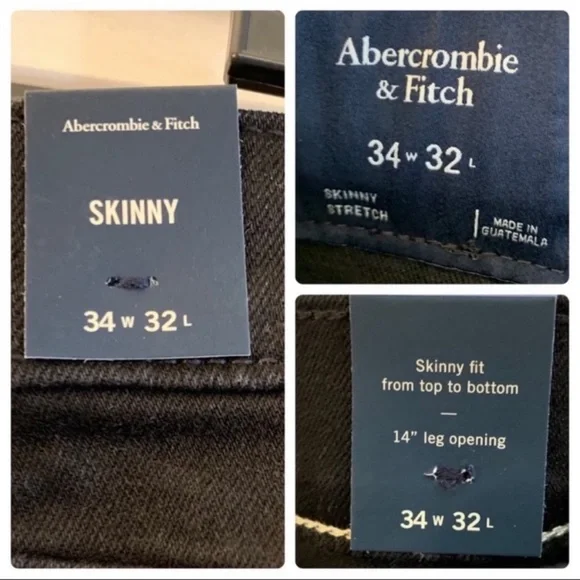 Abercrombie & Fitch
SKINNY
34 W 32 L
Abercrombie
& Fitch
34 W 32 L
SKINNY
STRETCH
MADE IN
GUATEMALA
Skinny fit
from top to bottom
—
14" leg opening
34 W 32 L